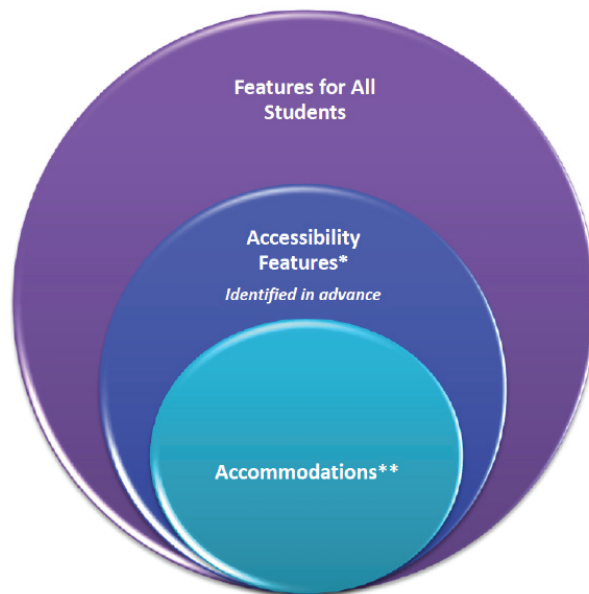 Features for All
Students
Accessibility
Features*
Identified in advance
Accommodations**